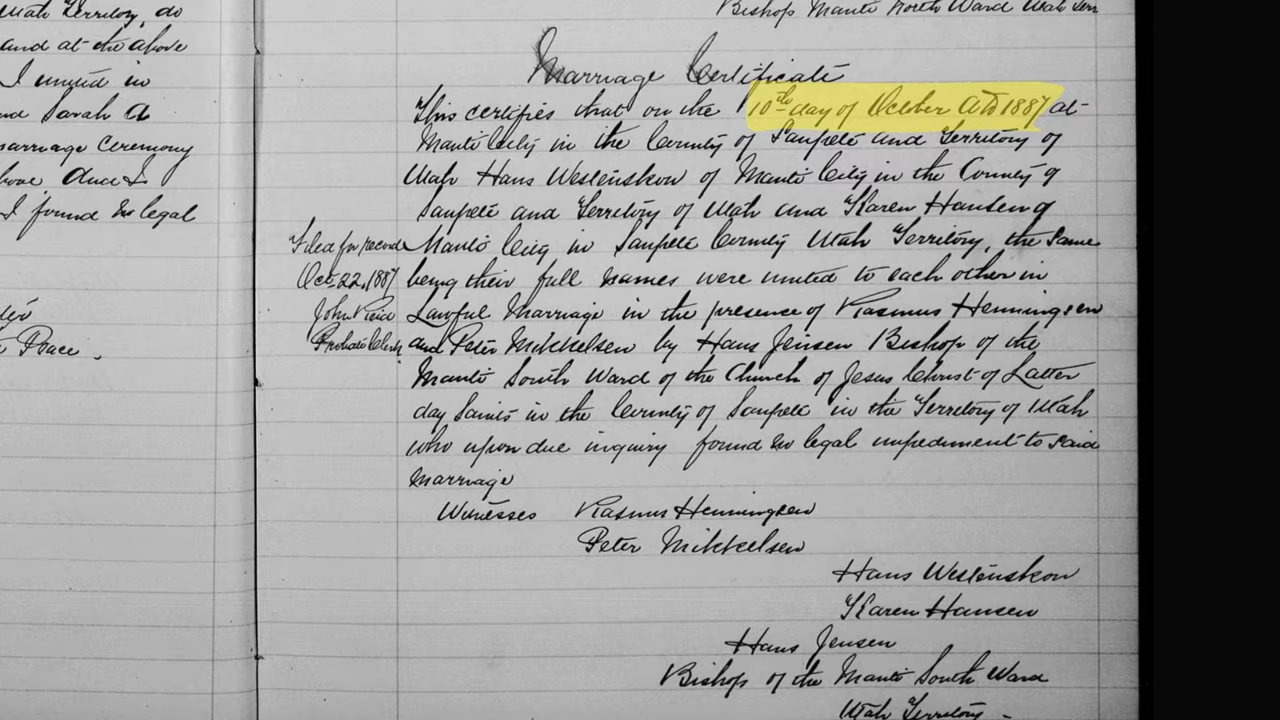 Utah Territory, do
and at the above
I united in
and Sarah A
marriage ceremony
above and I
I found no legal
Peace.
Bishop Manti North Ward Utah Terr
Marriage Certificate
This certifies that on the 10th day of October AD 1887 at
Manti City in the County of Sanpete and Territory of
Utah Hans Westenskow of Manti City in the County of
Sanpete and Territory of Utah and Karen Hansen of
Manti City in Sanpete County Utah Territory, the same
being their full names were united to each other in
Lawful Marriage in the presence of Rasmus Henningsen
and Peter Mikkelsen by Hans Jensen Bishop of the
Manti South Ward of the Church of Jesus Christ of Latter
day Saints in the County of Sanpete in the Territory of Utah
who upon due inquiry found no legal impediment to said
marriage
Filed for record
Oct 22, 1887
John Reid
Probate Clerk
Witnesses Rasmus Henningsen
Peter Mikkelsen
Hans Westenskow
Karen Hansen
Hans Jensen
Bishop of the Manti South Ward
Utah Territory